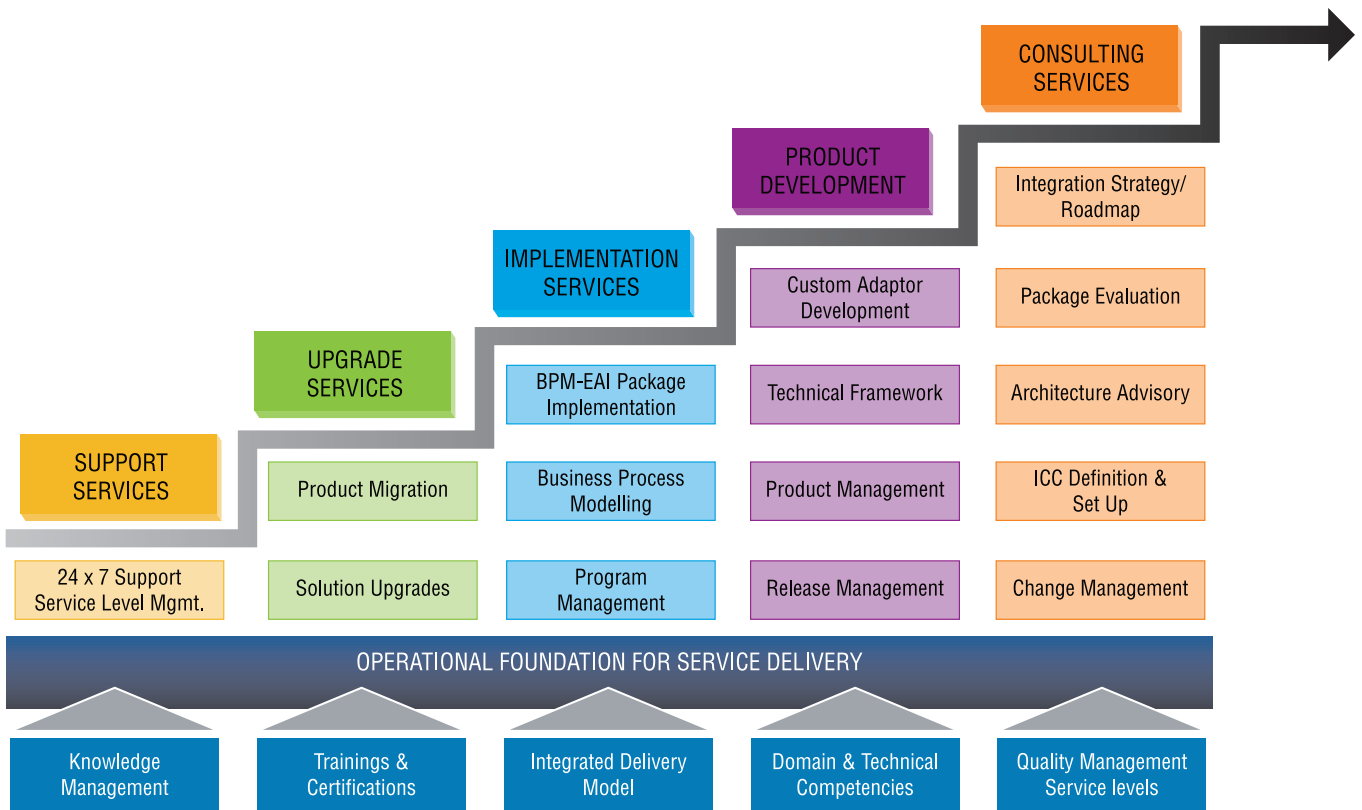 CONSULTING
SERVICES
PRODUCT
DEVELOPMENT
IMPLEMENTATION
SERVICES
UPGRADE
SERVICES
SUPPORT
SERVICES
24 x 7 Support
Service Level Mgmt.
Product Migration
Solution Upgrades
BPM-EAI Package
Implementation
Business Process
Modelling
Program
Management
Custom Adaptor
Development
Technical Framework
Product Management
Release Management
Integration Strategy/
Roadmap
Package Evaluation
Architecture Advisory
ICC Definition &
Set Up
Change Management
OPERATIONAL FOUNDATION FOR SERVICE DELIVERY
Knowledge
Management
Trainings &
Certifications
Integrated Delivery
Model
Domain & Technical
Competencies
Quality Management
Service levels